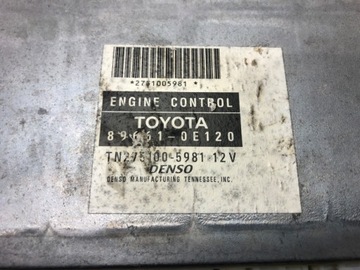 *2751005981*
ENGINE CONTROL
TOYOTA
89661-0E120
TN275100-5981 12V
DENSO
DENSO MANUFACTURING TENNESSEE, INC.